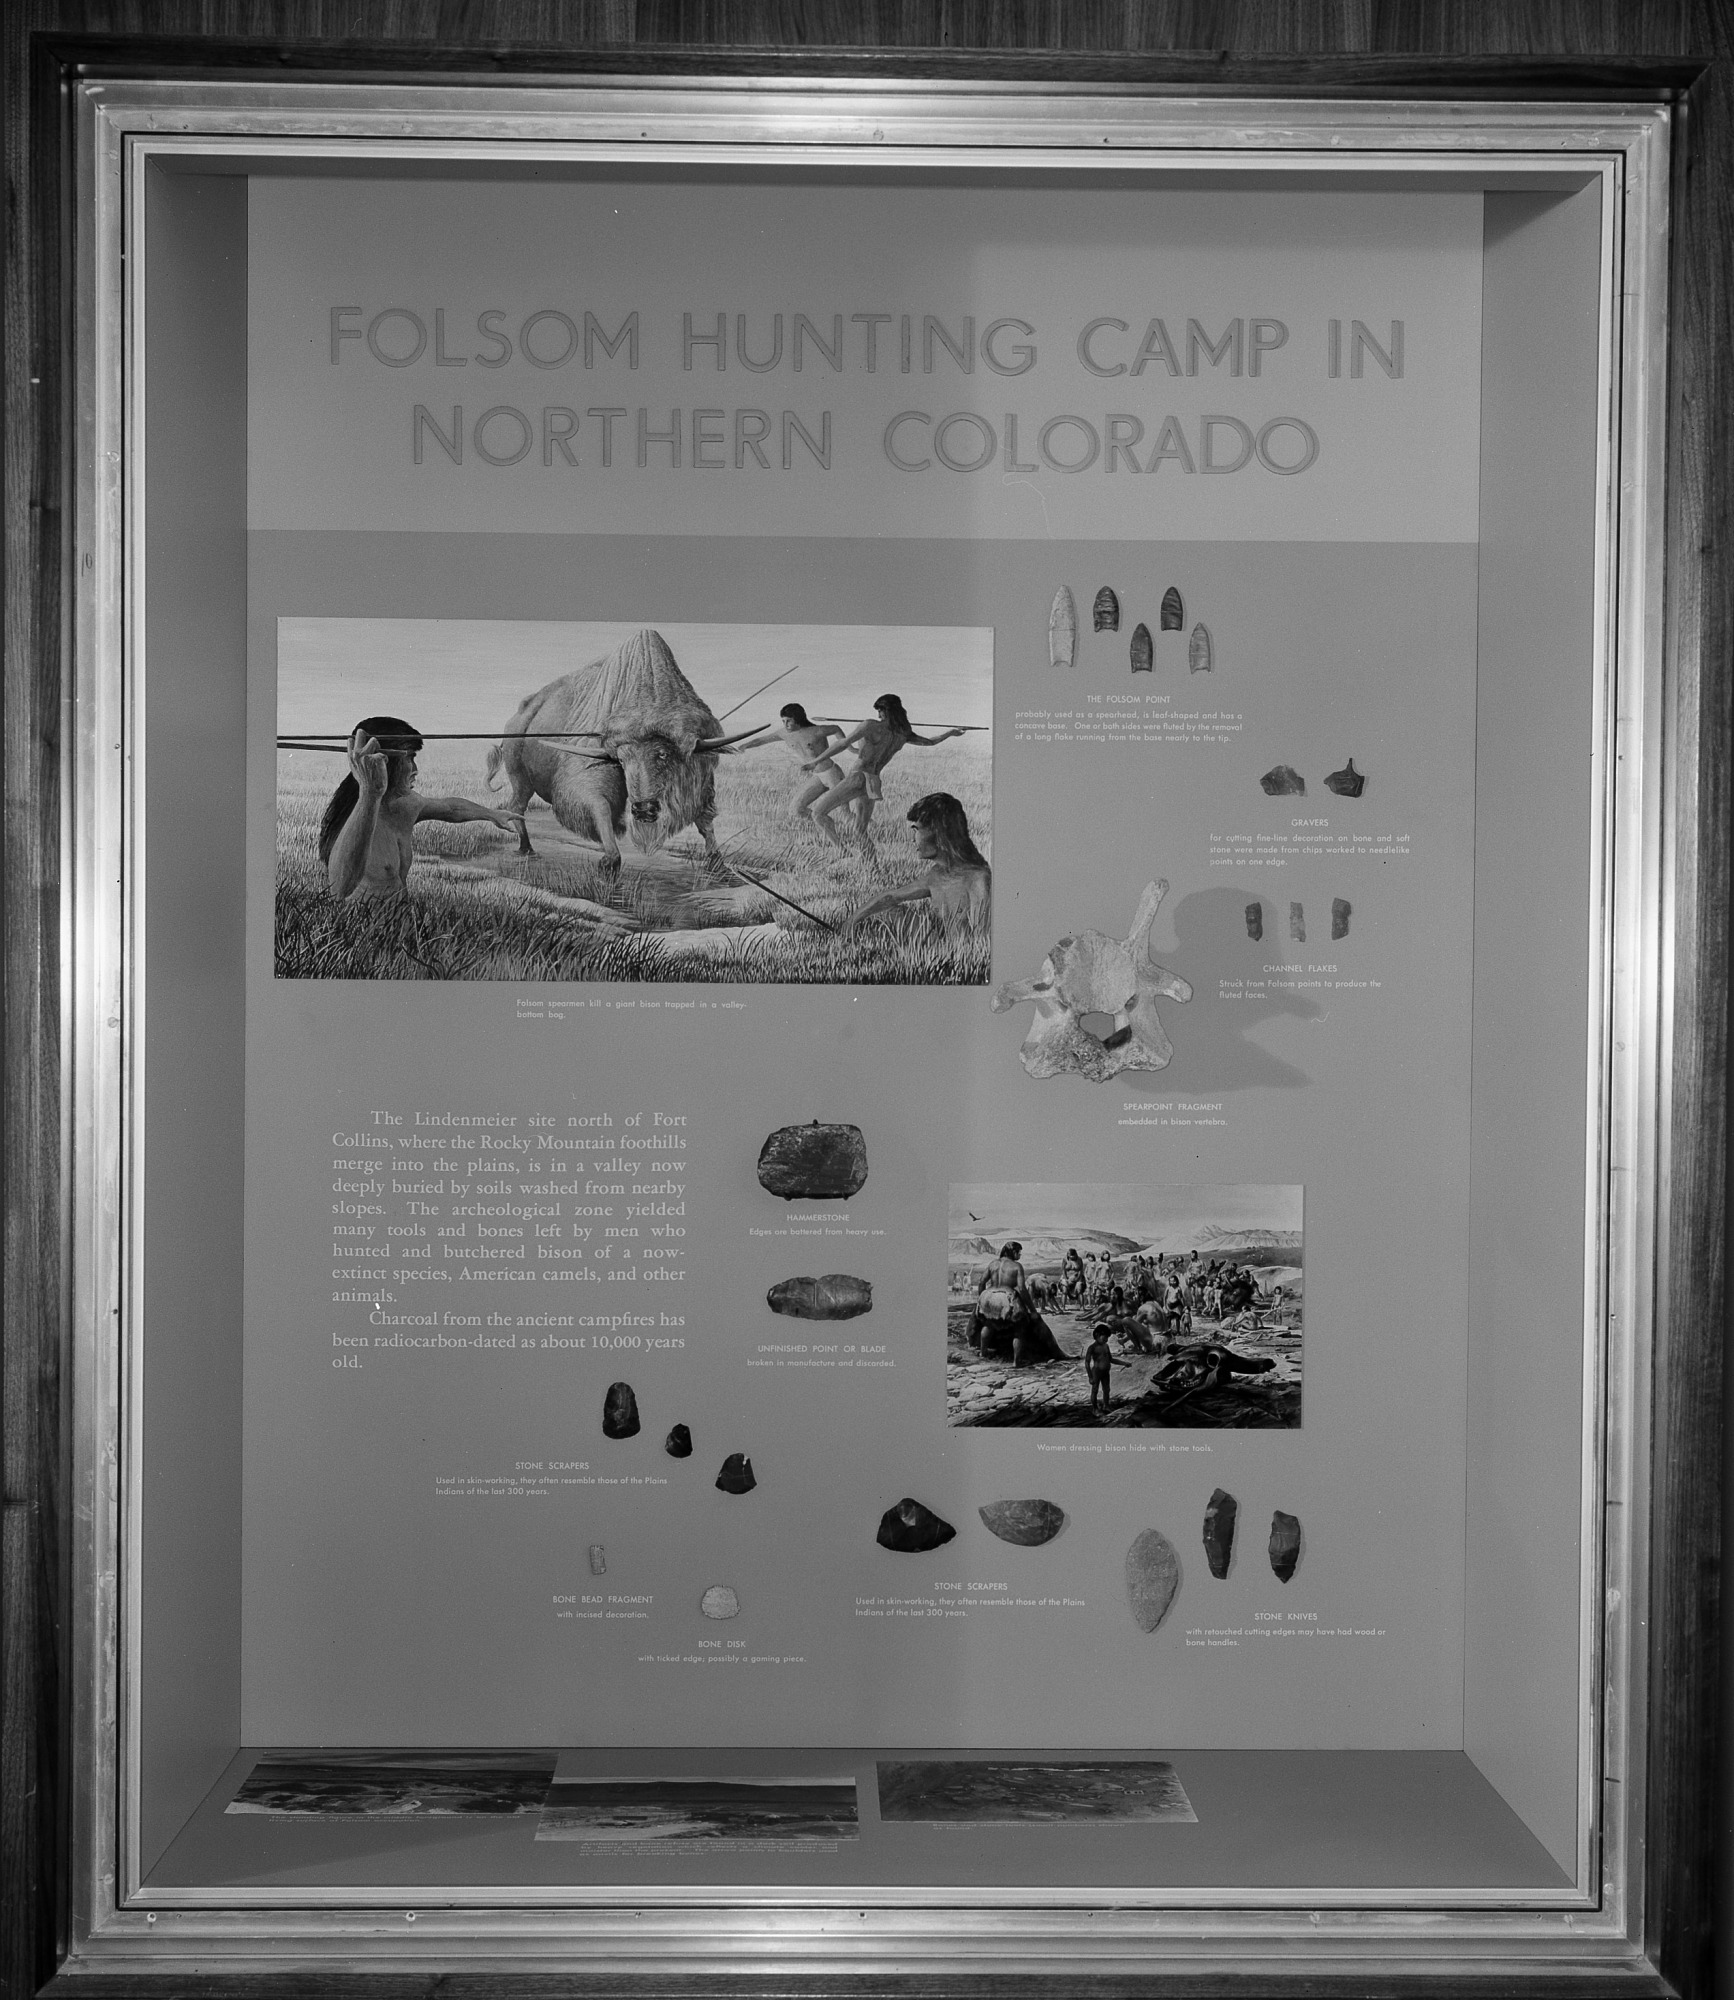 FOLSOM HUNTING CAMP IN
NORTHERN COLORADO
THE FOLSOM POINT
probably used as a spearhead, is leaf-shaped and has a
concave base. One or both sides were fluted by the removal
of a long flake running from the base nearly to the tip.
GRAVERS
for cutting fine-line decoration on bone and soft
stone were made from chips worked to needlelike
points on one edge.
CHANNEL FLAKES
Struck from Folsom points to produce the
fluted faces.
Folsom spearmen kill a giant bison trapped in a valley-
bottom bog.
SPEARPOINT FRAGMENT
embedded in bison vertebra.
The Lindenmeier site north of Fort
Collins, where the Rocky Mountain foothills
merge into the plains, is in a valley now
deeply buried by soils washed from nearby
slopes. The archeological zone yielded
many tools and bones left by men who
hunted and butchered bison of a now-
extinct species, American camels, and other
animals.
Charcoal from the ancient campfires has
been radiocarbon-dated as about 10,000 years
old.
HAMMERSTONE
Edges are battered from heavy use.
UNFINISHED POINT OR BLADE
broken in manufacture and discarded.
Women dressing bison hide with stone tools.
STONE SCRAPERS
Used in skin-working, they often resemble those of the Plains
Indians of the last 300 years.
BONE BEAD FRAGMENT
with incised decoration.
BONE DISK
with ticked edge; possibly a gaming piece.
STONE SCRAPERS
Used in skin-working, they often resemble those of the Plains
Indians of the last 300 years.
STONE KNIVES
with retouched cutting edges may have had wood or
bone handles.